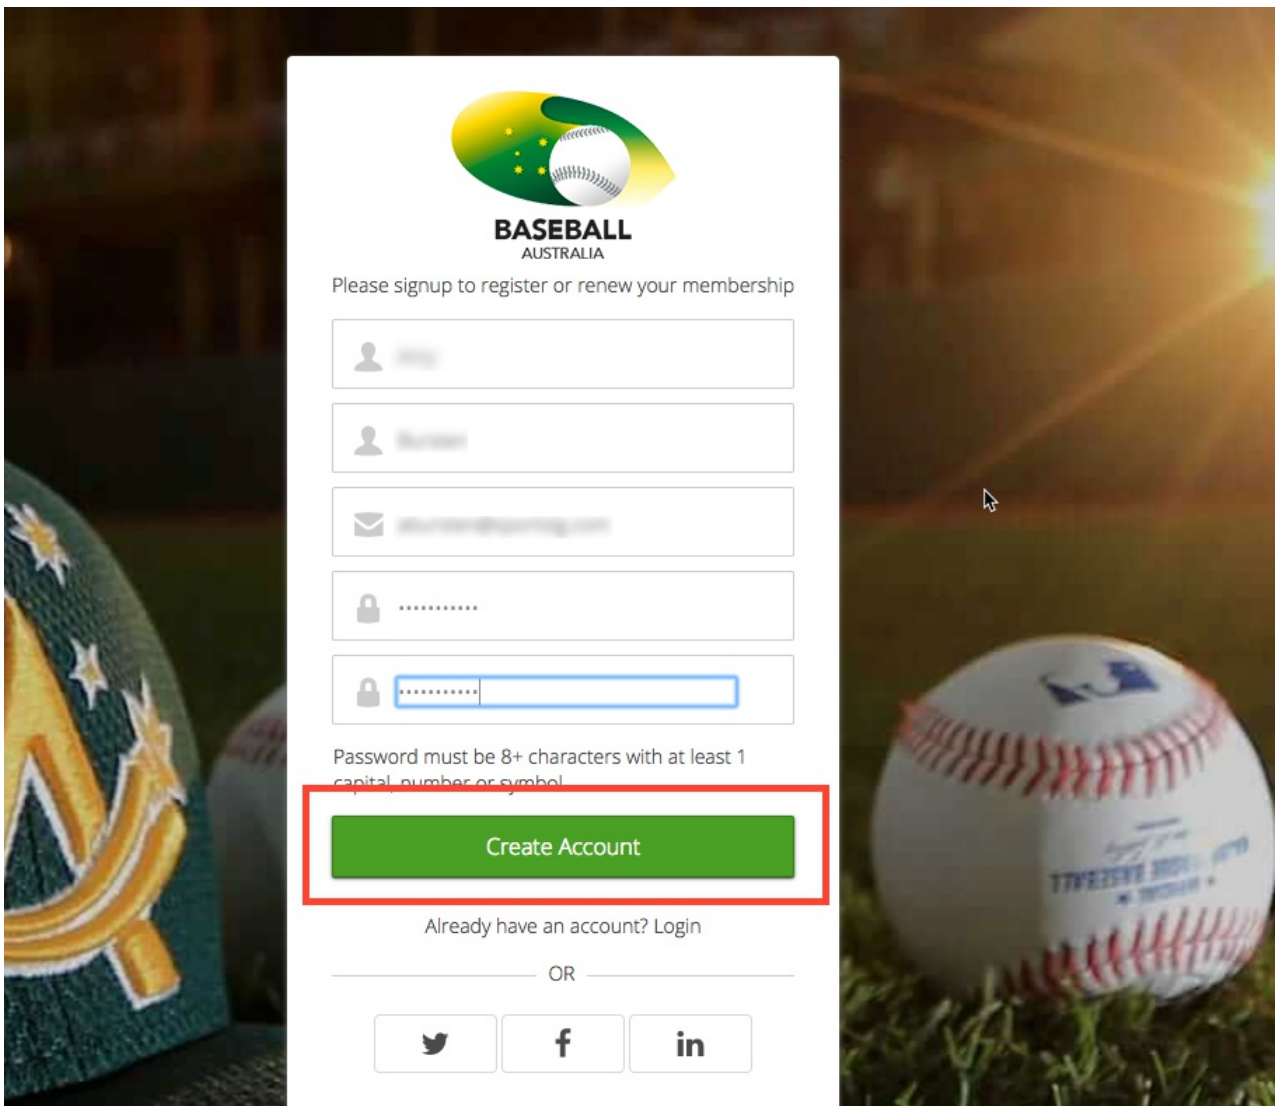 BASEBALL
AUSTRALIA
Please signup to register or renew your membership
•••••••••••
•••••••••••
Password must be 8+ characters with at least 1
capital, number or symbol
Create Account
Already have an account? Login
OR